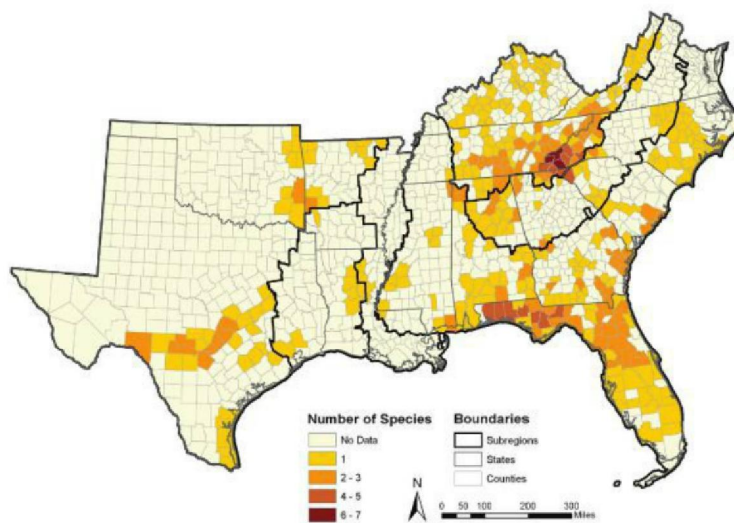 Number of Species
No Data
1
2 - 3
4 - 5
6 - 7
Boundaries
Subregions
States
Counties
N
0 50 100 200 300
Miles